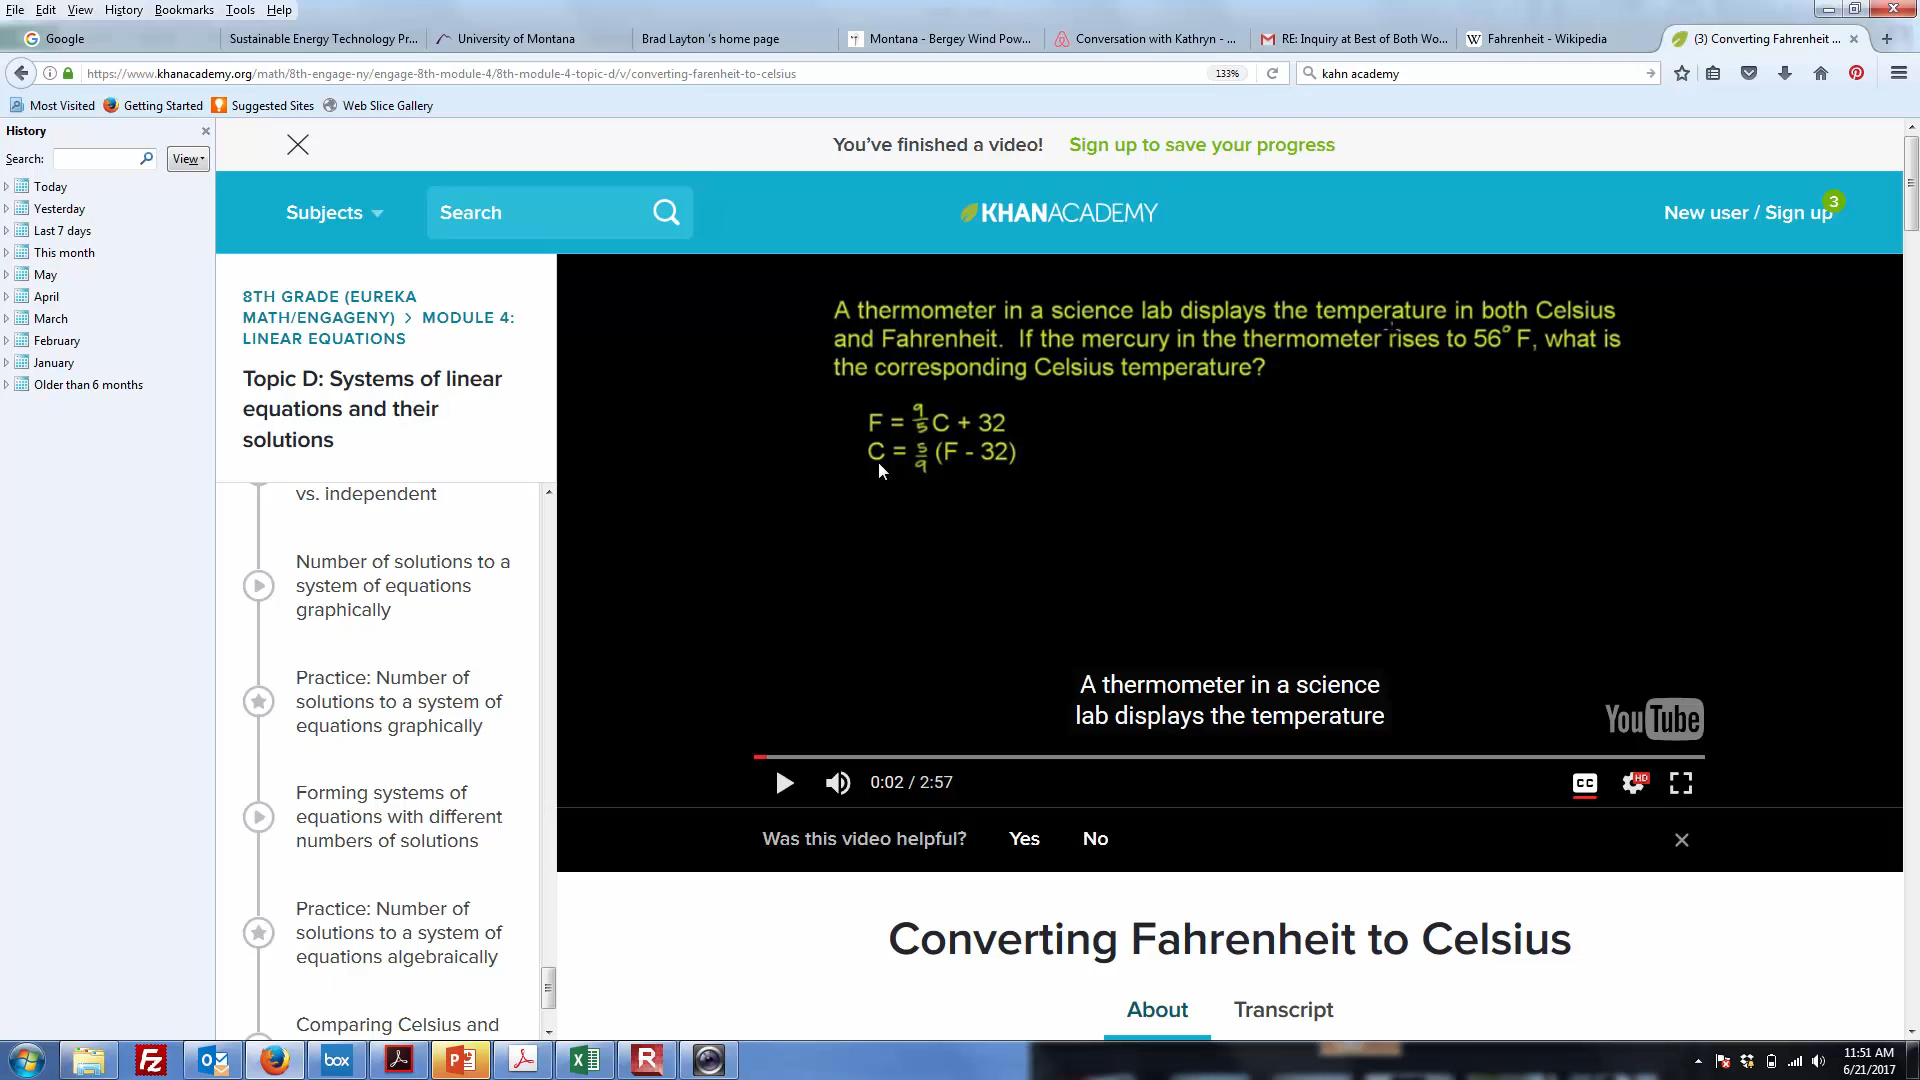 File Edit View History Bookmarks Tools Help
Google
Sustainable Energy Technology Pr...
University of Montana
Brad Layton 's home page
Montana - Bergey Wind Pow...
Conversation with Kathryn - ...
RE: Inquiry at Best of Both Wo...
Fahrenheit - Wikipedia
(3) Converting Fahrenheit ...
https://www.khanacademy.org/math/8th-engage-ny/engage-8th-module-4/8th-module-4-topic-d/v/converting-farenheit-to-celsius
133%
kahn academy
Most Visited Getting Started Suggested Sites Web Slice Gallery
History
Search: View
Today
Yesterday
Last 7 days
This month
May
April
March
February
January
Older than 6 months
You've finished a video! Sign up to save your progress
Subjects Search KHANACADEMY New user / Sign up 3
8TH GRADE (EUREKA
MATH/ENGAGENY) > MODULE 4:
LINEAR EQUATIONS
Topic D: Systems of linear
equations and their
solutions
vs. independent
Number of solutions to a
system of equations
graphically
Practice: Number of
solutions to a system of
equations graphically
Forming systems of
equations with different
numbers of solutions
Practice: Number of
solutions to a system of
equations algebraically
Comparing Celsius and
A thermometer in a science lab displays the temperature in both Celsius
and Fahrenheit. If the mercury in the thermometer rises to 56° F, what is
the corresponding Celsius temperature?
F = 9/5 C + 32
C = 5/9 (F - 32)
A thermometer in a science
lab displays the temperature
YouTube
0:02 / 2:57
CC HD
Was this video helpful? Yes No
Converting Fahrenheit to Celsius
About Transcript
Fz box P R
11:51 AM
6/21/2017